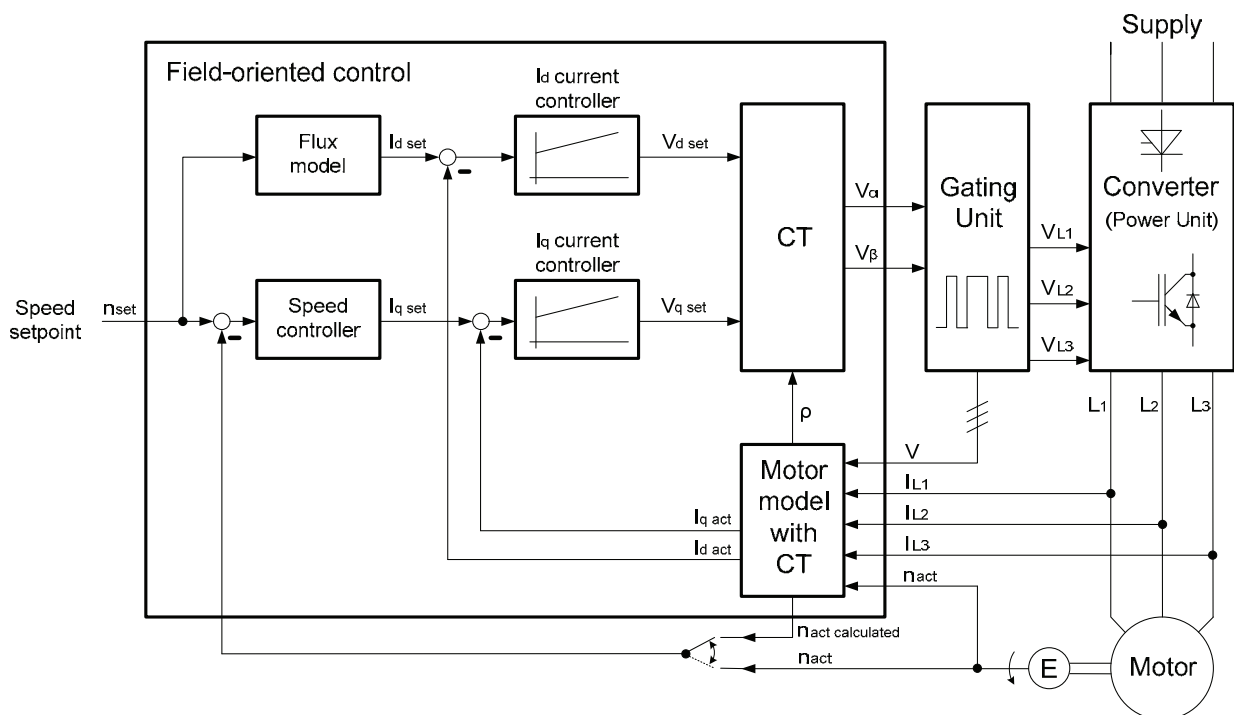 Supply
Field-oriented control
Id current
controller
Flux
model
Id set
Vd set
CT
Vα
Vβ
Gating
Unit
VL1
VL2
VL3
Converter
(Power Unit)
Iq current
controller
Speed
setpoint
nset
Speed
controller
Iq set
Vq set
L1
L2
L3
ρ
Motor
model
with
CT
V
IL1
IL2
IL3
nact
Iq act
Id act
nact calculated
nact
E
Motor